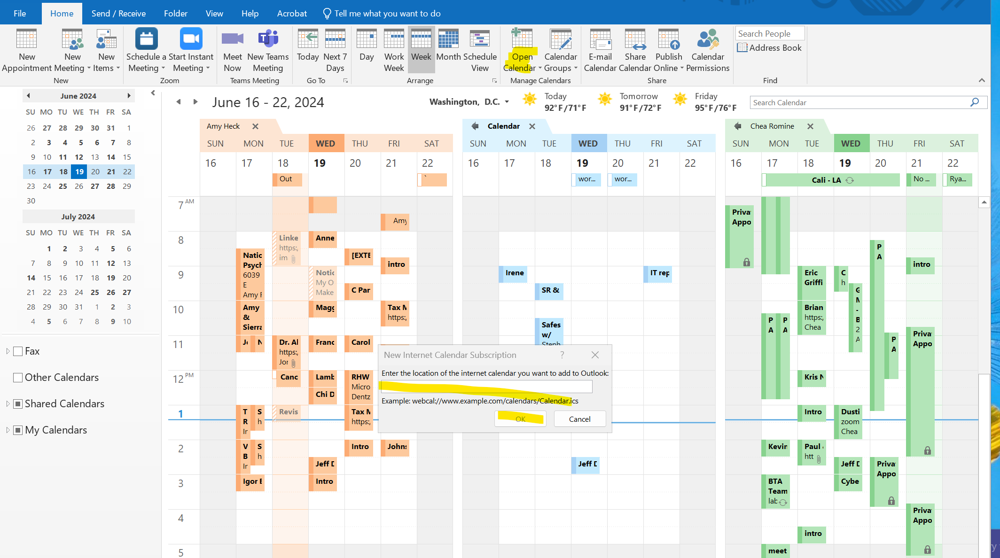 File Home Send / Receive Folder View Help Acrobat Tell me what you want to do
New Appointment
New Meeting
New Items
New
Schedule a Meeting
Start Instant Meeting
Zoom
Meet Now
New Teams Meeting
Teams Meeting
Today
Next 7 Days
Go To
Day
Work Week
Week
Month
Schedule View
Arrange
Open Calendar
Calendar Groups
Manage Calendars
E-mail Calendar
Share Calendar
Publish Online
Calendar Permissions
Share
Search People
Address Book
Find
June 2024
SU MO TU WE TH FR SA
26 27 28 29 30 31 1
2 3 4 5 6 7 8
9 10 11 12 13 14 15
16 17 18 19 20 21 22
23 24 25 26 27 28 29
30
July 2024
SU MO TU WE TH FR SA
1 2 3 4 5 6
7 8 9 10 11 12 13
14 15 16 17 18 19 20
21 22 23 24 25 26 27
28 29 30 31 1 2 3
4 5 6 7 8 9 10
Fax
Other Calendars
Shared Calendars
My Calendars
June 16 - 22, 2024
Washington, D.C.
Today
92°F/71°F
Tomorrow
91°F/72°F
Friday
95°F/76°F
Search Calendar
7 AM
8
9
10
11
12 PM
1
2
3
4
5
Amy Heck
SUN MON TUE WED THU FRI SAT
16 17 18 19 20 21 22
Out
`
Natic
Psych
6039
E
Amy F
Amy
&
Sierra
N
T
R
Ir
S
h
V
B
Ir
S
h
Igor E
Linke
https:,
im
Dr. Al
https:,
Jor
Canc
Revis
Anne
Notic
My O
Make
Magg
Franc
Lamb
Chi D
Jeff D
Intro
[EXTE
C Par
Carol
RHW
Micro
Dentz
Tax M
https:,
Intro
Amy
intro
Tax M
https:,
Johns
Calendar
SUN MON TUE WED THU FRI SAT
16 17 18 19 20 21 22
wor...
wor...
Irene
SR &
Safes
w/
Steph
Jeff D
IT rep
Chea Romine
SUN MON TUE WED THU FRI SAT
16 17 18 19 20 21 22
Cali - LA
No ...
Rya...
Priva
Appo
P
A
P
A
Kevin
BTA
Team
lab
meet
Eric
Griffi
Brian
https:,
Chea
Kris N
Intro
Paul
htt
intro
C
h
G
M
-
B
2
A
Dusti
zoom
Chea
Jeff D
Cybe
P
A
P
A
Priva
Appo
intro
Priva
Appo
Priva
Appo
New Internet Calendar Subscription ?
Enter the location of the internet calendar you want to add to Outlook:
Example: webcal://www.example.com/calendars/Calendar.ics
OK
Cancel